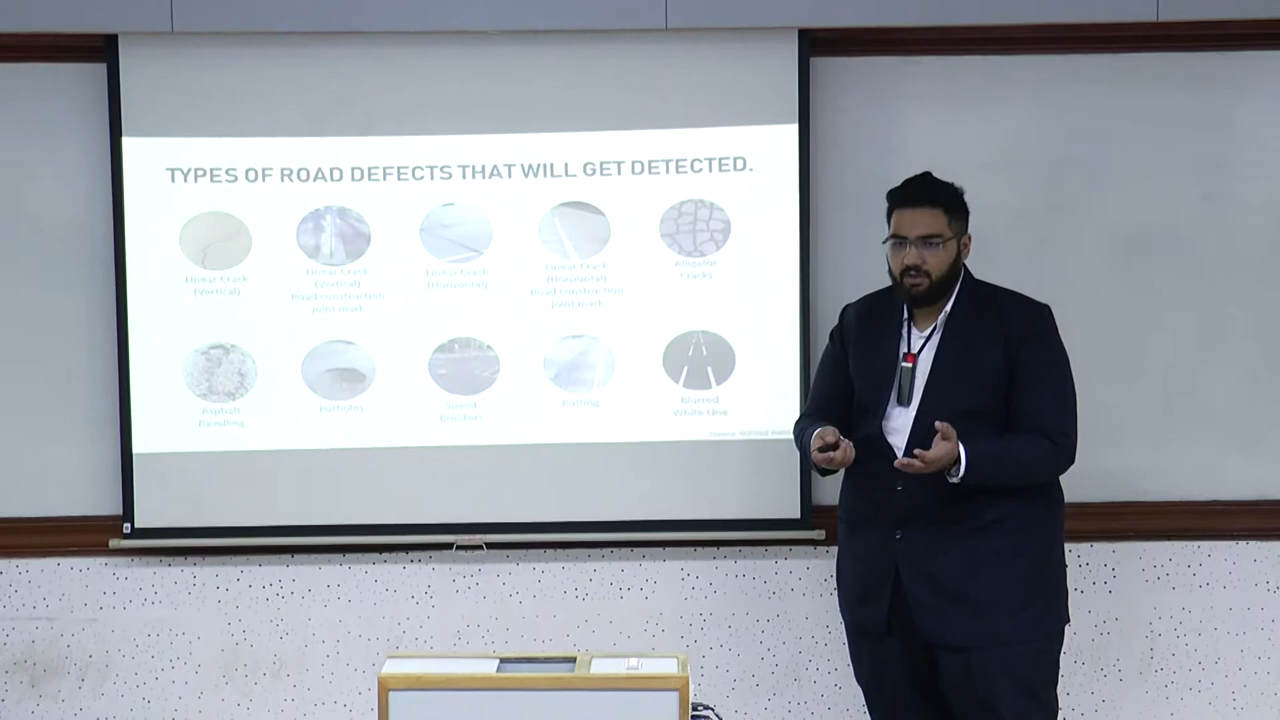 TYPES OF ROAD DEFECTS THAT WILL GET DETECTED.
Linear Crack
(Vertical)
Linear Crack
(Vertical)
Road construction
joint mark
Linear Crack
(Horizontal)
Linear Crack
(Horizontal)
Road construction
joint mark
Alligator
Cracks
Asphalt
Potholes
Speed
Breakers
Rutting
Blurred
White Line